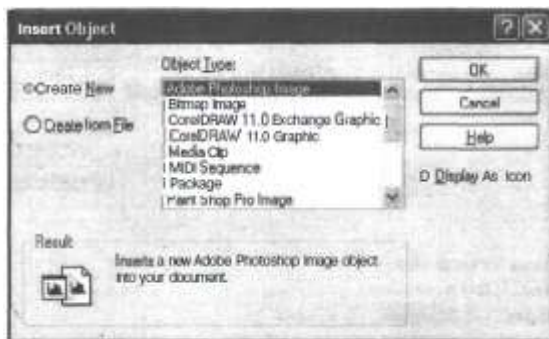 Insert Object
Object Type:
Create New
Create from File
Adobe Photoshop Image
Bitmap Image
CorelDRAW 11.0 Exchange Graphic
CorelDRAW 11.0 Graphic
Media Clip
MIDI Sequence
Package
Paint Shop Pro Image
OK
Cancel
Help
Display As Icon
Result
Inserts a new Adobe Photoshop Image object
into your document.